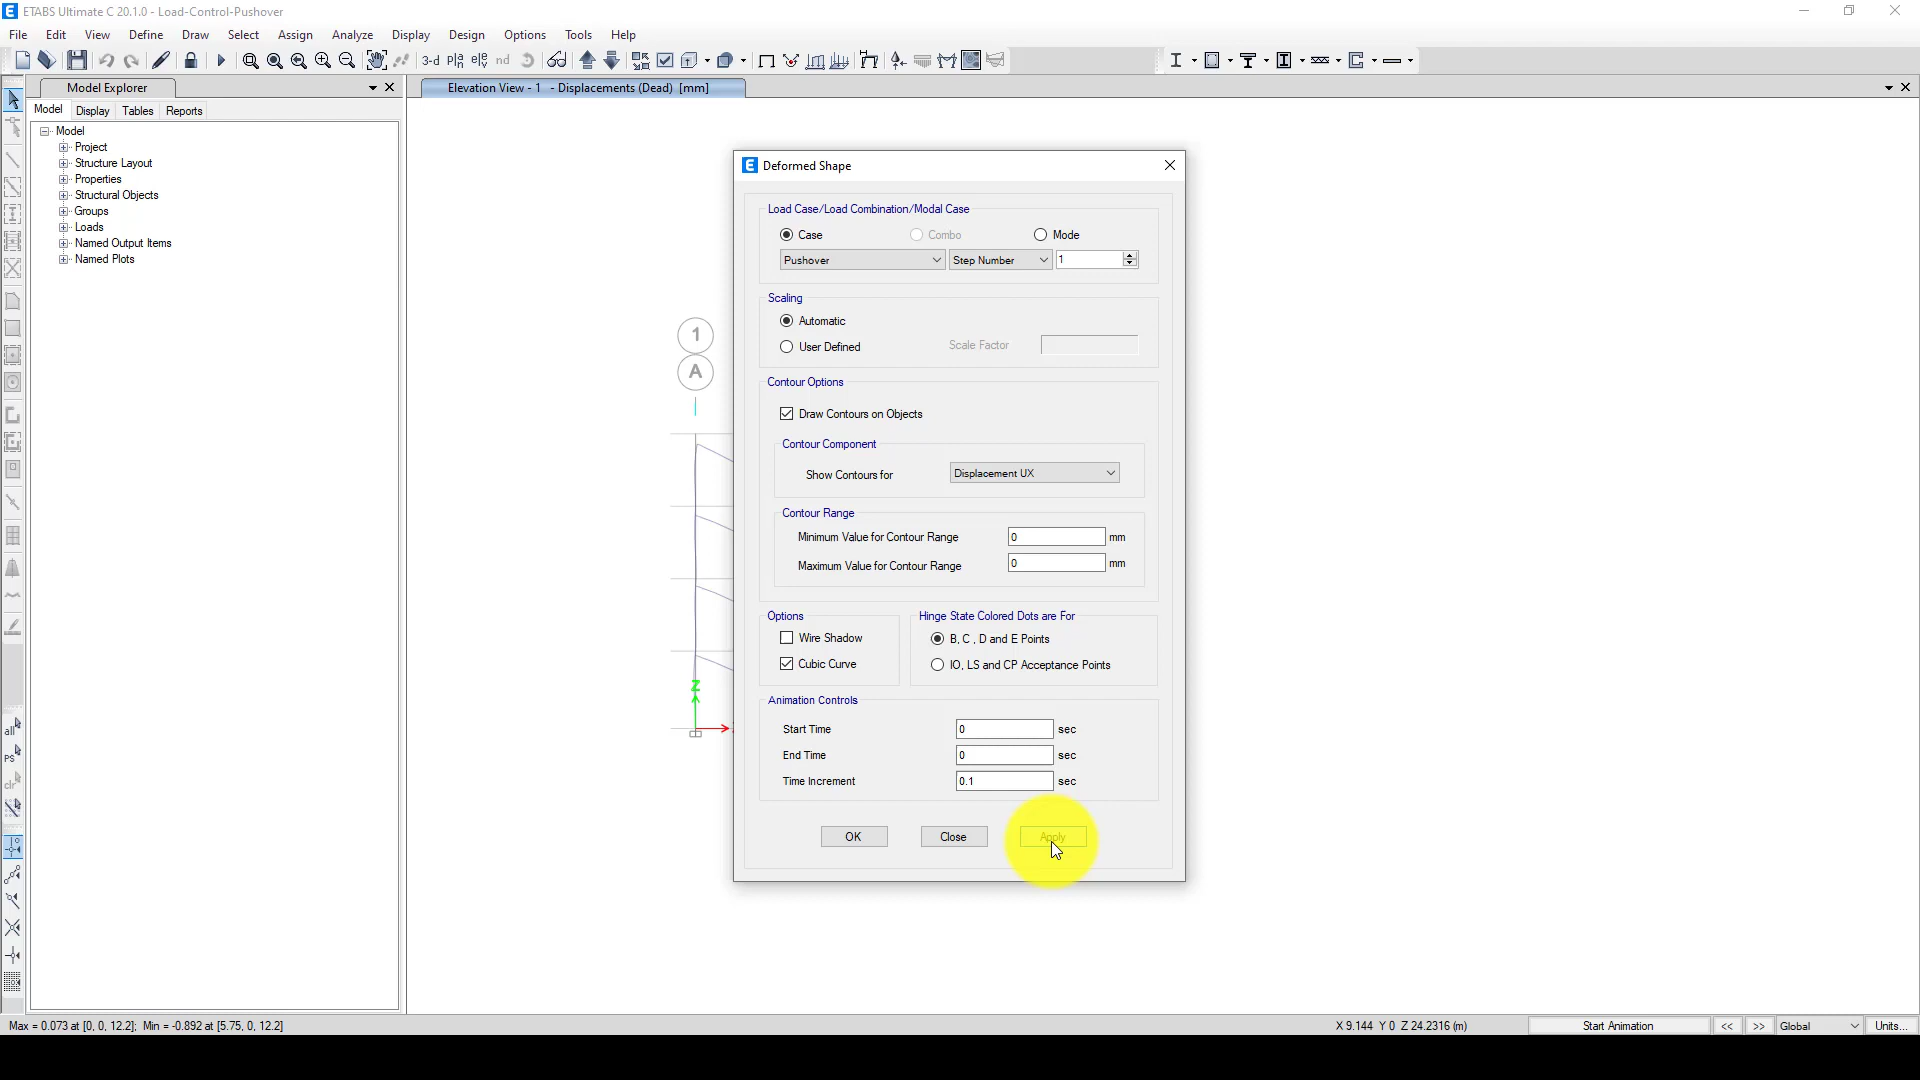 ETABS Ultimate C 20.1.0 - Load-Control-Pushover
File Edit View Define Draw Select Assign Analyze Display Design Options Tools Help
3-d
nd
Model Explorer
Elevation View - 1 - Displacements (Dead) [mm]
Model Display Tables Reports
Model
Project
Structure Layout
Properties
Structural Objects
Groups
Loads
Named Output Items
Named Plots
1
A
Z
Deformed Shape
Load Case/Load Combination/Modal Case
Case Combo Mode
Pushover Step Number 1
Scaling
Automatic
User Defined Scale Factor
Contour Options
Draw Contours on Objects
Contour Component
Show Contours for Displacement UX
Contour Range
Minimum Value for Contour Range 0 mm
Maximum Value for Contour Range 0 mm
Options
Wire Shadow
Cubic Curve
Hinge State Colored Dots are For
B, C , D and E Points
IO, LS and CP Acceptance Points
Animation Controls
Start Time 0 sec
End Time 0 sec
Time Increment 0.1 sec
OK Close Apply
all
PS
clr
Max = 0.073 at [0, 0, 12.2]; Min = -0.892 at [5.75, 0, 12.2]
X 9.144 Y 0 Z 24.2316 (m)
Start Animation << >> Global Units...